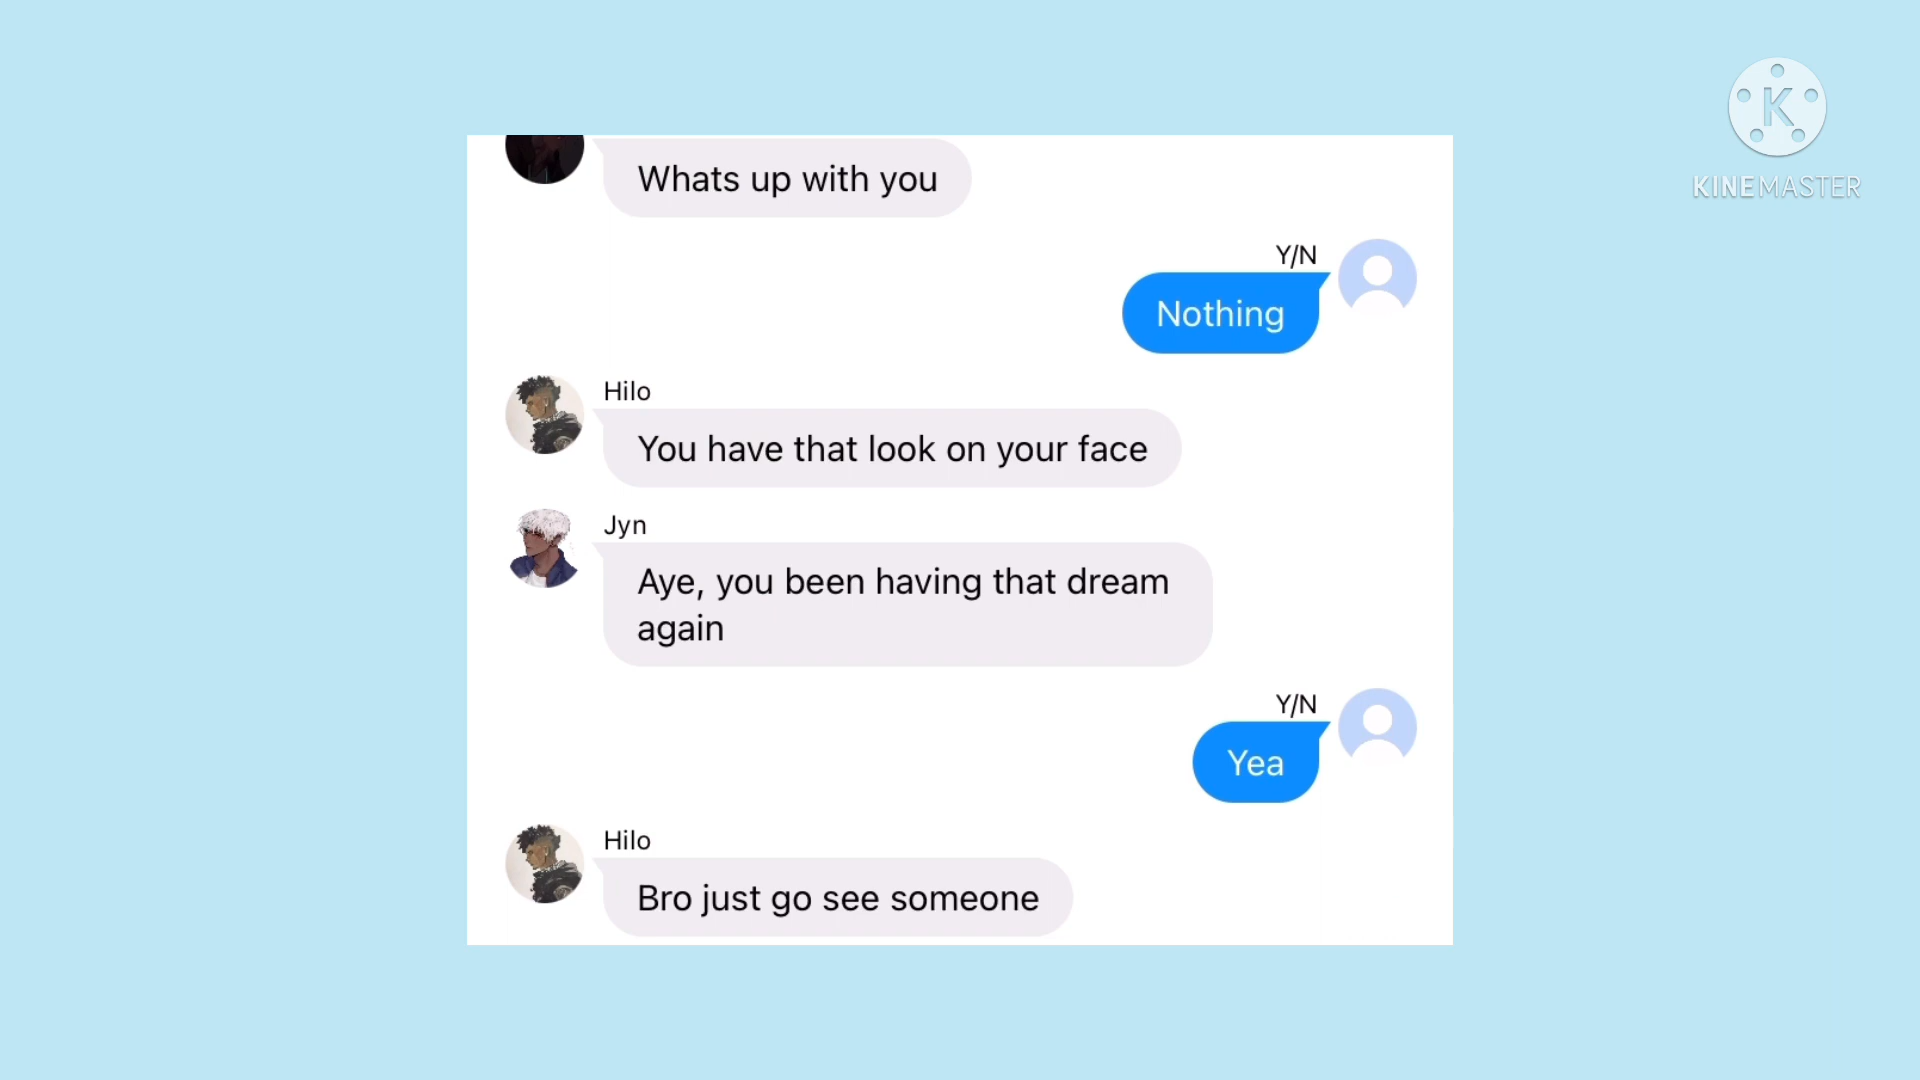 Whats up with you
Y/N
Nothing
Hilo
You have that look on your face
Jyn
Aye, you been having that dream
again
Y/N
Yea
Hilo
Bro just go see someone
K
KINEMASTER